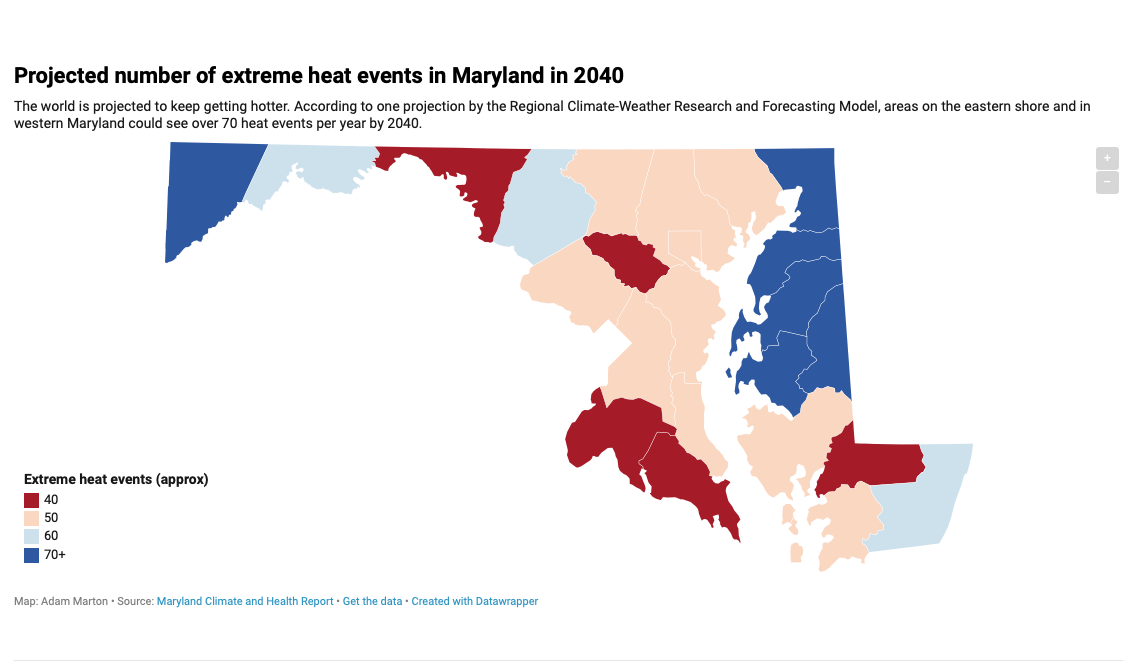 Projected number of extreme heat events in Maryland in 2040
The world is projected to keep getting hotter. According to one projection by the Regional Climate-Weather Research and Forecasting Model, areas on the eastern shore and in
western Maryland could see over 70 heat events per year by 2040.
+
−
Extreme heat events (approx)
40
50
60
70+
Map: Adam Marton • Source: Maryland Climate and Health Report • Get the data • Created with Datawrapper